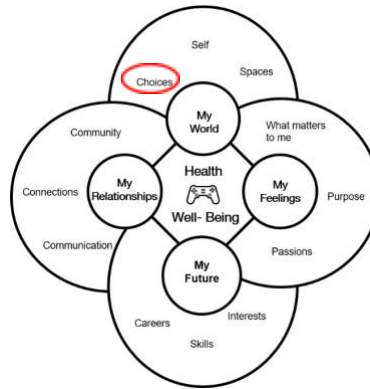 Self
Spaces
Choices
My
World
Community
Connections
Communication
My
Relationships
Health
Well- Being
My
Feelings
What matters
to me
Purpose
Passions
My
Future
Careers
Interests
Skills